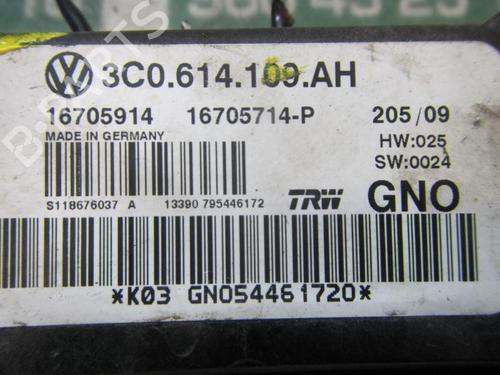 3C0.614.109.AH
16705914 16705714-P 205/09
MADE IN GERMANY HW:025
SW:0024
S118676037 A 13390 795446172 TRW GNO
*K03 GNO54461720*